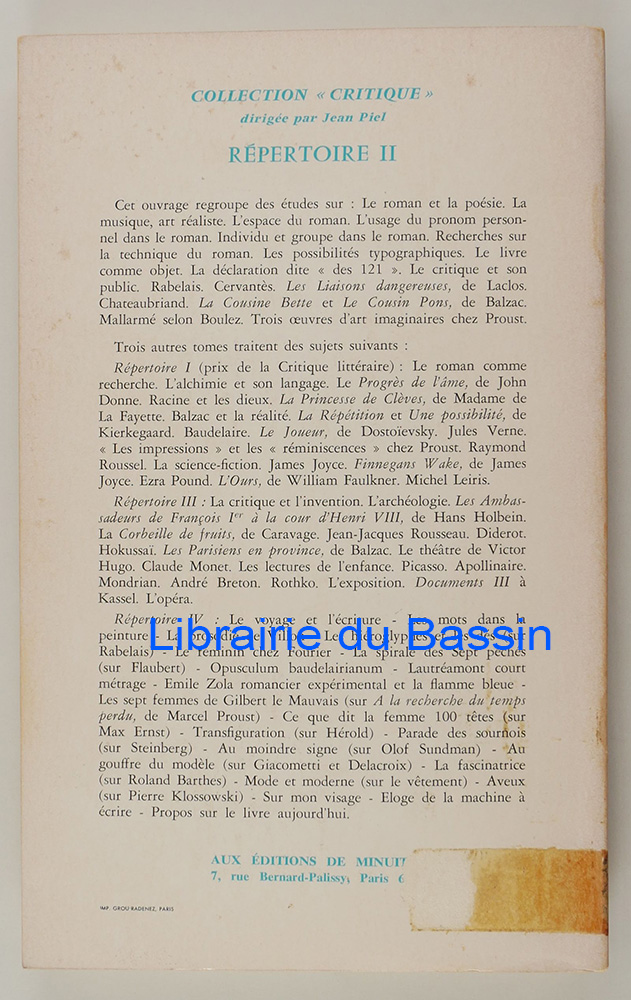 COLLECTION « CRITIQUE »
dirigée par Jean Piel
RÉPERTOIRE II
Cet ouvrage regroupe des études sur : Le roman et la poésie. La
musique, art réaliste. L'espace du roman. L'usage du pronom person-
nel dans le roman. Individu et groupe dans le roman. Recherches sur
la technique du roman. Les possibilités typographiques. Le livre
comme objet. La déclaration dite « des 121 ». Le critique et son
public. Rabelais. Cervantès. Les Liaisons dangereuses, de Laclos.
Chateaubriand. La Cousine Bette et Le Cousin Pons, de Balzac.
Mallarmé selon Boulez. Trois œuvres d'art imaginaires chez Proust.
Trois autres tomes traitent des sujets suivants :
Répertoire I (prix de la Critique littéraire) : Le roman comme
recherche. L'alchimie et son langage. Le Progrès de l'âme, de John
Donne. Racine et les dieux. La Princesse de Clèves, de Madame de
La Fayette. Balzac et la réalité. La Répétition et Une possibilité, de
Kierkegaard. Baudelaire. Le Joueur, de Dostoïevsky. Jules Verne.
« Les impressions » et les « réminiscences » chez Proust. Raymond
Roussel. La science-fiction. James Joyce. Finnegans Wake, de James
Joyce. Ezra Pound. L'Ours, de William Faulkner. Michel Leiris.
Répertoire III : La critique et l'invention. L'archéologie. Les Ambas-
sadeurs de François Ier à la cour d'Henri VIII, de Hans Holbein.
La Corbeille de fruits, de Caravage. Jean-Jacques Rousseau. Diderot.
Hokussaï. Les Parisiens en province, de Balzac. Le théâtre de Victor
Hugo. Claude Monet. Les lectures de l'enfance. Picasso. Apollinaire.
Mondrian. André Breton. Rothko. L'exposition. Documents III à
Kassel. L'opéra.
Répertoire IV : Le voyage et l'écriture - Les mots dans la
Librairie du Bassin
peinture - La prosodie de Villon - Les hiéroglyphes et les dés (sur
Rabelais) - Le féminin chez Fourier - La spirale des Sept péchés
(sur Flaubert) - Opusculum baudelairianum - Lautréamont court
métrage - Emile Zola romancier expérimental et la flamme bleue -
Les sept femmes de Gilbert le Mauvais (sur A la recherche du temps
perdu, de Marcel Proust) - Ce que dit la femme 100 têtes (sur
Max Ernst) - Transfiguration (sur Hérold) - Parade des sournois
(sur Steinberg) - Au moindre signe (sur Olof Sundman) - Au
gouffre du modèle (sur Giacometti et Delacroix) - La fascinatrice
(sur Roland Barthes) - Mode et moderne (sur le vêtement) - Aveux
(sur Pierre Klossowski) - Sur mon visage - Eloge de la machine à
écrire - Propos sur le livre aujourd'hui.
AUX ÉDITIONS DE MINUIT
7, rue Bernard-Palissy, Paris 6
IMP. GROU-RADENEZ, PARIS